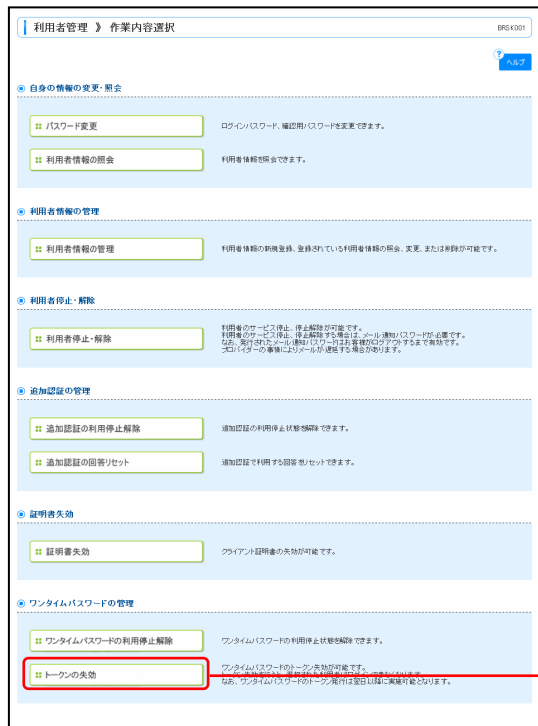 利用者管理 》 作業内容選択
BRSK001
? ヘルプ
自身の情報の変更・照会
パスワード変更
ログインパスワード、確認用パスワードを変更できます。
利用者情報の照会
利用者情報を照会できます。
利用者情報の管理
利用者情報の管理
利用者情報の新規登録、登録されている利用者情報の照会、変更、または削除が可能です。
利用者停止・解除
利用者停止・解除
利用者のサービス停止、停止解除が可能です。
利用者のサービス停止、停止解除する場合は、メール通知パスワードが必要です。
なお、発行されたメール通知パスワードはお客様がログアウトするまで有効です。
プロバイダーの事情によりメールが遅延する場合があります。
追加認証の管理
追加認証の利用停止解除
追加認証の利用停止状態を解除できます。
追加認証の回答リセット
追加認証で利用する回答をリセットできます。
証明書失効
証明書失効
クライアント証明書の失効が可能です。
ワンタイムパスワードの管理
ワンタイムパスワードの利用停止解除
ワンタイムパスワードの利用停止状態を解除できます。
トークンの失効
ワンタイムパスワードのトークン失効が可能です。
なお、ワンタイムパスワードのトークン発行は翌日以降に実施可能となります。